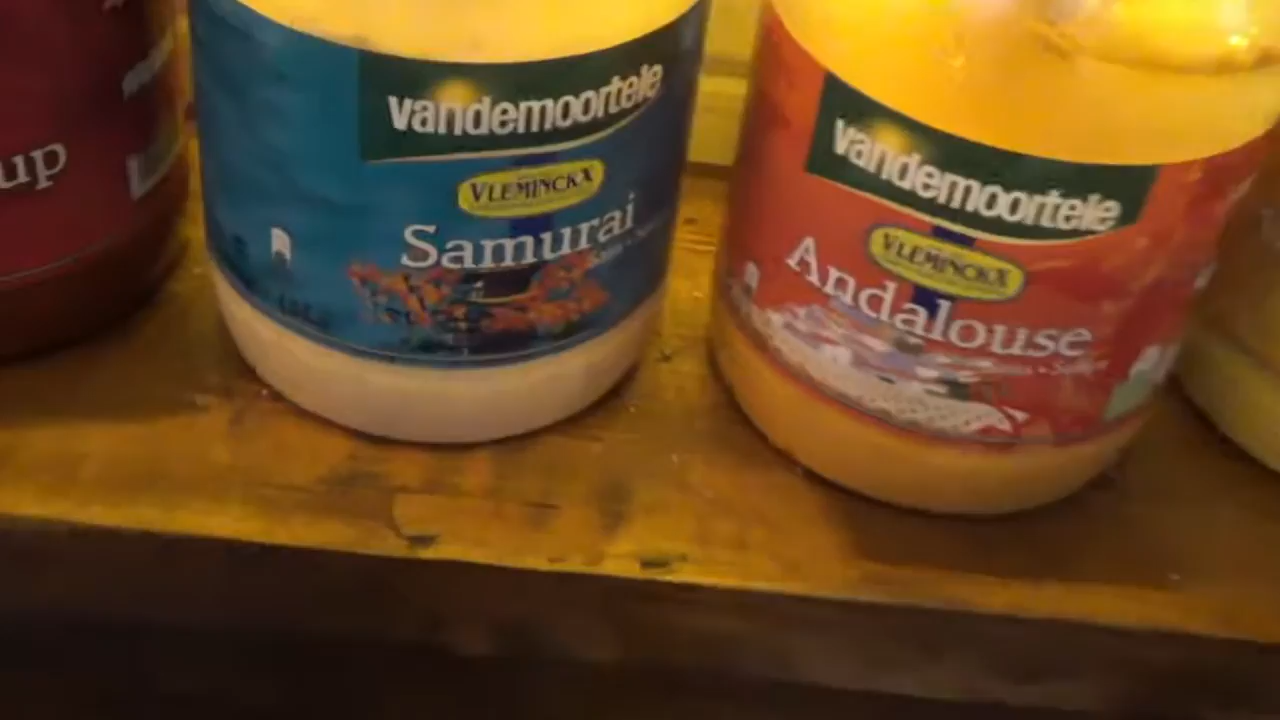 up
vandemoortele
VLEMINCKX
Samurai
vandemoortele
VLEMINCKX
Andalouse